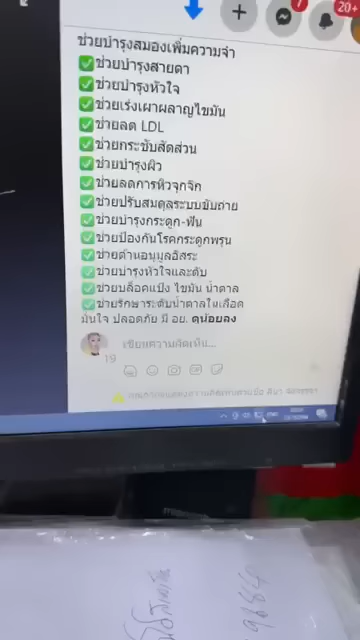 20+
ช่วยบำรุงสมองเพิ่มความจำ
✅ช่วยบำรุงสายตา
✅ช่วยบำรุงหัวใจ
✅ช่วยเร่งเผาผลาญไขมัน
✅ช่วยลด LDL
✅ช่วยกระชับสัดส่วน
✅ช่วยบำรุงผิว
✅ช่วยลดการหิวจุกจิก
✅ช่วยปรับสมดุลระบบขับถ่าย
✅ช่วยบำรุงกระดูก-ฟัน
✅ช่วยป้องกันโรคกระดูกพรุน
✅ช่วยต้านอนุมูลอิสระ
✅ช่วยบำรุงหัวใจและตับ
✅ช่วยบล็อคแป้ง ไขมัน น้ำตาล
✅ช่วยรักษาระดับน้ำตาลในเลือด
มั่นใจ ปลอดภัย มี อย. ดูน้อยลง
เขียนความคิดเห็น...
19